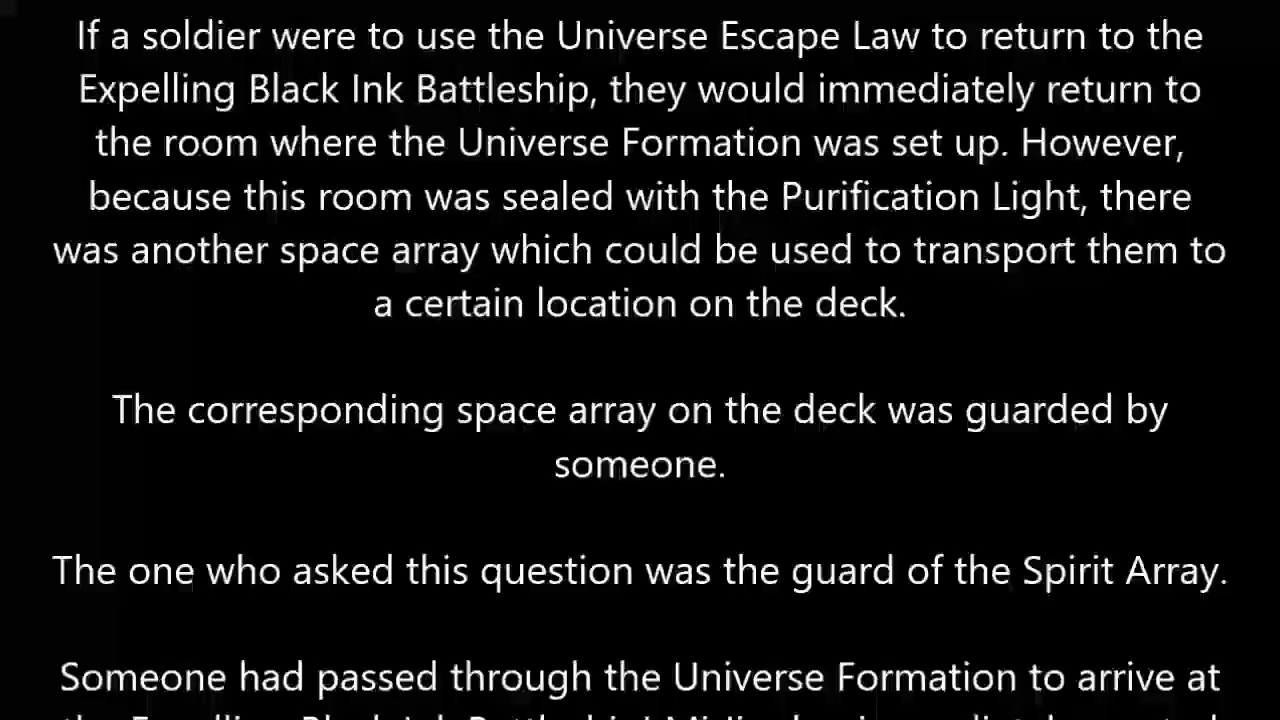 If a soldier were to use the Universe Escape Law to return to the
Expelling Black Ink Battleship, they would immediately return to
the room where the Universe Formation was set up. However,
because this room was sealed with the Purification Light, there
was another space array which could be used to transport them to
a certain location on the deck.
The corresponding space array on the deck was guarded by
someone.
The one who asked this question was the guard of the Spirit Array.
Someone had passed through the Universe Formation to arrive at